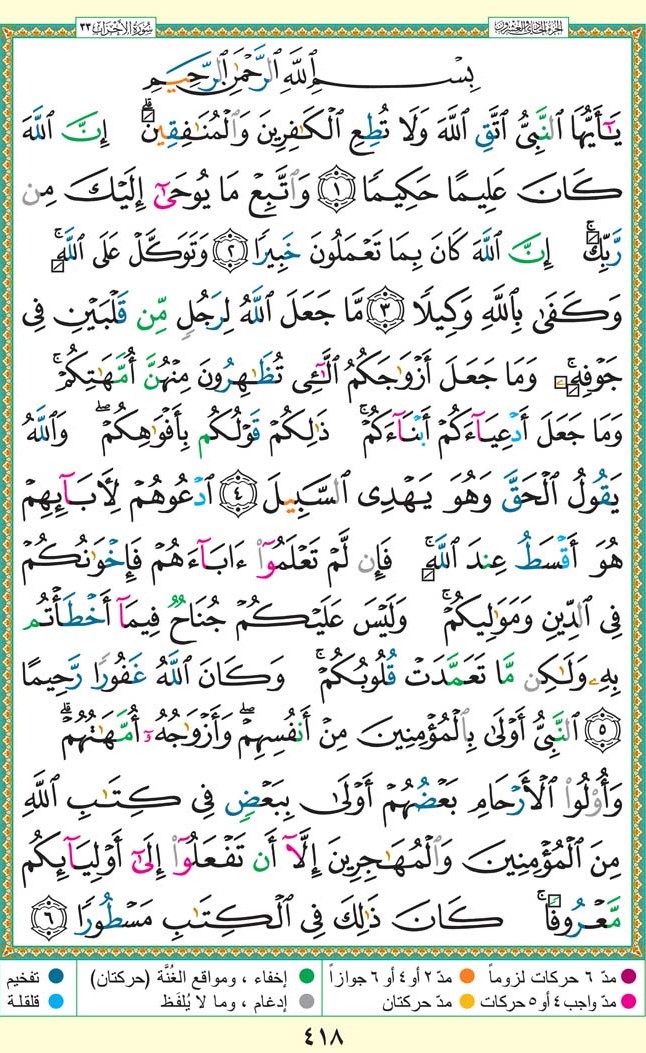 الجزء الحادي والعشرون سورة الأحزاب ٣٣
بِسْمِ ٱللَّهِ ٱلرَّحْمَٰنِ ٱلرَّحِيمِ
يَٰٓأَيُّهَا ٱلنَّبِىُّ ٱتَّقِ ٱللَّهَ وَلَا تُطِعِ ٱلْكَٰفِرِينَ وَٱلْمُنَٰفِقِينَ ۗ إِنَّ ٱللَّهَ
كَانَ عَلِيمًا حَكِيمًا ١ وَٱتَّبِعْ مَا يُوحَىٰٓ إِلَيْكَ مِن
رَّبِّكَ ۚ إِنَّ ٱللَّهَ كَانَ بِمَا تَعْمَلُونَ خَبِيرًا ٢ وَتَوَكَّلْ عَلَى ٱللَّهِ ۚ
وَكَفَىٰ بِٱللَّهِ وَكِيلًا ٣ مَّا جَعَلَ ٱللَّهُ لِرَجُلٍ مِّن قَلْبَيْنِ فِى
جَوْفِهِۦ ۚ وَمَا جَعَلَ أَزْوَٰجَكُمُ ٱلَّٰٓـِٔى تُظَٰهِرُونَ مِنْهُنَّ أُمَّهَٰتِكُمْ ۚ
وَمَا جَعَلَ أَدْعِيَآءَكُمْ أَبْنَآءَكُمْ ۚ ذَٰلِكُمْ قَوْلُكُم بِأَفْوَٰهِكُمْ ۖ وَٱللَّهُ
يَقُولُ ٱلْحَقَّ وَهُوَ يَهْدِى ٱلسَّبِيلَ ٤ ٱدْعُوهُمْ لِءَابَآئِهِمْ
هُوَ أَقْسَطُ عِندَ ٱللَّهِ ۚ فَإِن لَّمْ تَعْلَمُوٓا۟ ءَابَآءَهُمْ فَإِخْوَٰنُكُمْ
فِى ٱلدِّينِ وَمَوَٰلِيكُمْ ۚ وَلَيْسَ عَلَيْكُمْ جُنَاحٌ فِيمَآ أَخْطَأْتُم
بِهِۦ وَلَٰكِن مَّا تَعَمَّدَتْ قُلُوبُكُمْ ۚ وَكَانَ ٱللَّهُ غَفُورًا رَّحِيمًا
٥ ٱلنَّبِىُّ أَوْلَىٰ بِٱلْمُؤْمِنِينَ مِنْ أَنفُسِهِمْ ۖ وَأَزْوَٰجُهُۥٓ أُمَّهَٰتُهُمْ ۗ
وَأُو۟لُوا۟ ٱلْأَرْحَامِ بَعْضُهُمْ أَوْلَىٰ بِبَعْضٍ فِى كِتَٰبِ ٱللَّهِ
مِنَ ٱلْمُؤْمِنِينَ وَٱلْمُهَٰجِرِينَ إِلَّآ أَن تَفْعَلُوٓا۟ إِلَىٰٓ أَوْلِيَآئِكُم
مَّعْرُوفًا ۚ كَانَ ذَٰلِكَ فِى ٱلْكِتَٰبِ مَسْطُورًا ٦
مدّ ٦ حركات لزوماً مدّ ٢ أو ٤ أو ٦ جوازاً إخفاء ، ومواقع الغُنَّة (حركتان) تفخيم
مدّ واجب ٤ أو ٥ حركات مدّ حركتان إدغام ، وما لا يُلفَظ قلقلة
٤١٨